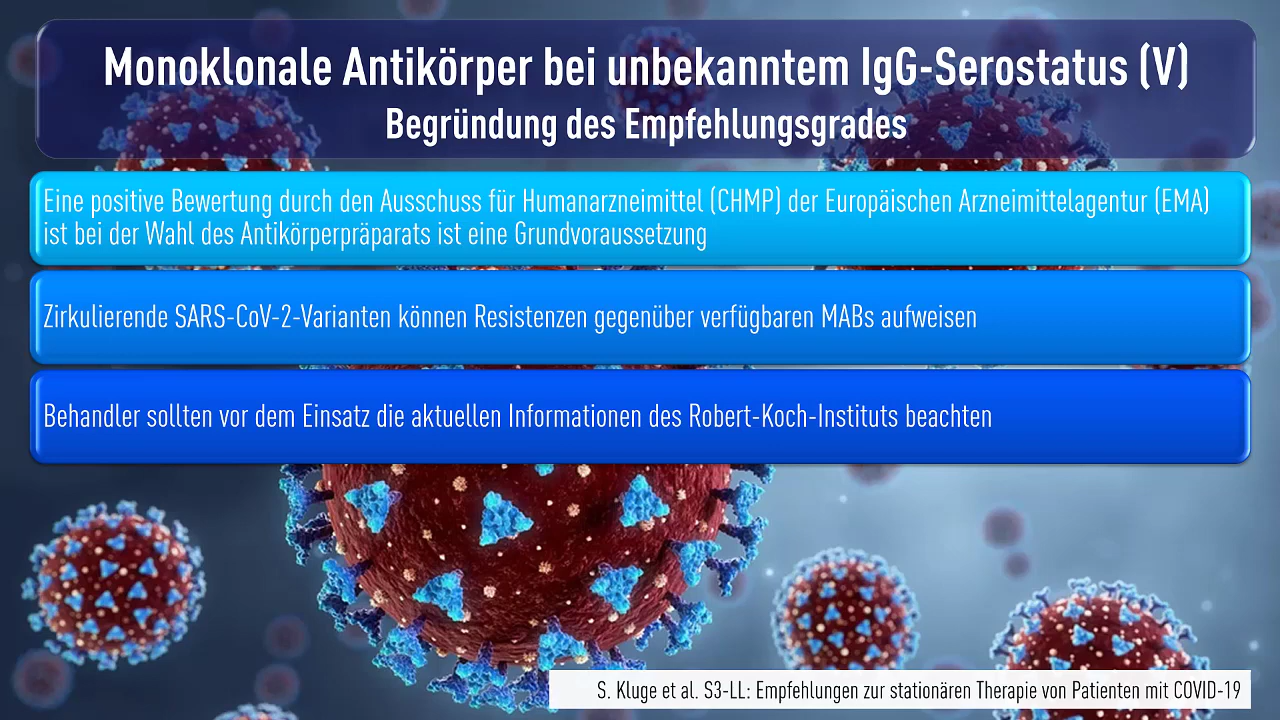 Monoklonale Antikörper bei unbekanntem IgG-Serostatus (V)
Begründung des Empfehlungsgrades
Eine positive Bewertung durch den Ausschuss für Humanarzneimittel (CHMP) der Europäischen Arzneimittelagentur (EMA)
ist bei der Wahl des Antikörperpräparats ist eine Grundvoraussetzung
Zirkulierende SARS-CoV-2-Varianten können Resistenzen gegenüber verfügbaren MABs aufweisen
Behandler sollten vor dem Einsatz die aktuellen Informationen des Robert-Koch-Instituts beachten
S. Kluge et al. S3-LL: Empfehlungen zur stationären Therapie von Patienten mit COVID-19